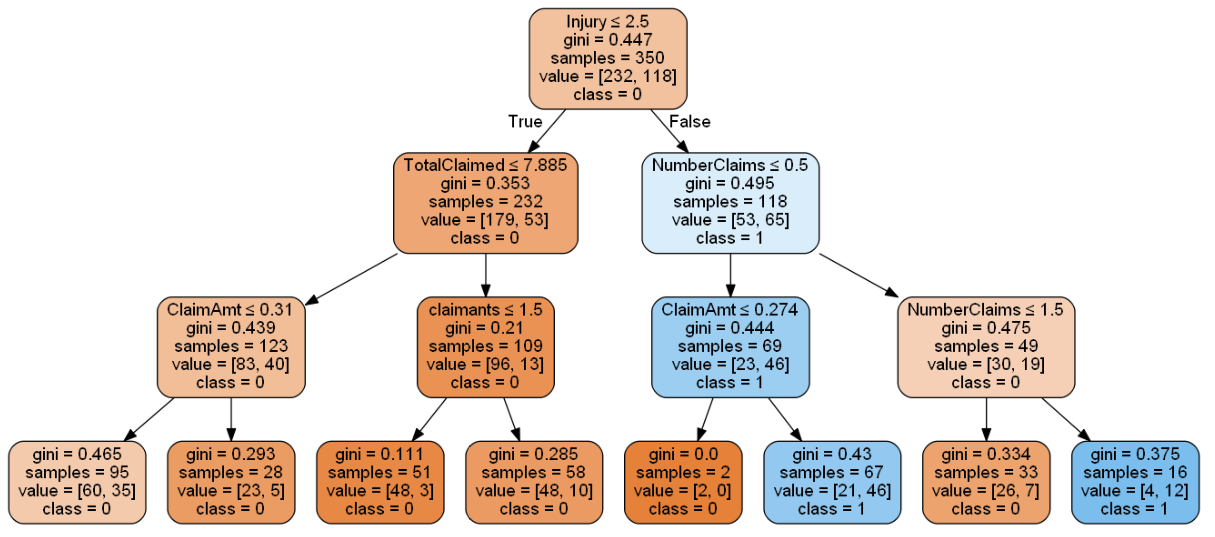 Injury ≤ 2.5
gini = 0.447
samples = 350
value = [232, 118]
class = 0
True
False
TotalClaimed ≤ 7.885
gini = 0.353
samples = 232
value = [179, 53]
class = 0
NumberClaims ≤ 0.5
gini = 0.495
samples = 118
value = [53, 65]
class = 1
ClaimAmt ≤ 0.31
gini = 0.439
samples = 123
value = [83, 40]
class = 0
claimants ≤ 1.5
gini = 0.21
samples = 109
value = [96, 13]
class = 0
ClaimAmt ≤ 0.274
gini = 0.444
samples = 69
value = [23, 46]
class = 1
NumberClaims ≤ 1.5
gini = 0.475
samples = 49
value = [30, 19]
class = 0
gini = 0.465
samples = 95
value = [60, 35]
class = 0
gini = 0.293
samples = 28
value = [23, 5]
class = 0
gini = 0.111
samples = 51
value = [48, 3]
class = 0
gini = 0.285
samples = 58
value = [48, 10]
class = 0
gini = 0.0
samples = 2
value = [2, 0]
class = 0
gini = 0.43
samples = 67
value = [21, 46]
class = 1
gini = 0.334
samples = 33
value = [26, 7]
class = 0
gini = 0.375
samples = 16
value = [4, 12]
class = 1